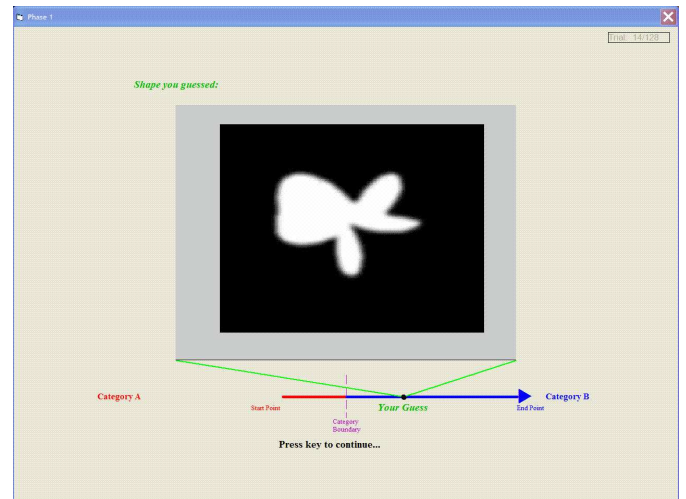 Phase 1
Trial: 14/128
Shape you guessed:
Category A
Start Point
Your Guess
End Point
Category B
Category
Boundary
Press key to continue...